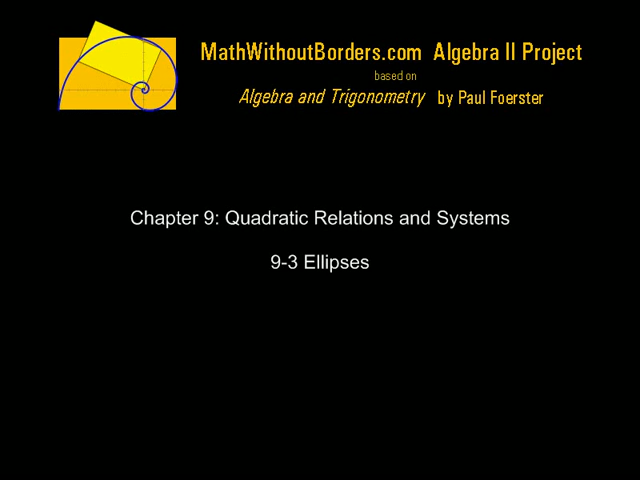 MathWithoutBorders.com Algebra II Project
based on
Algebra and Trigonometry by Paul Foerster
Chapter 9: Quadratic Relations and Systems
9-3 Ellipses